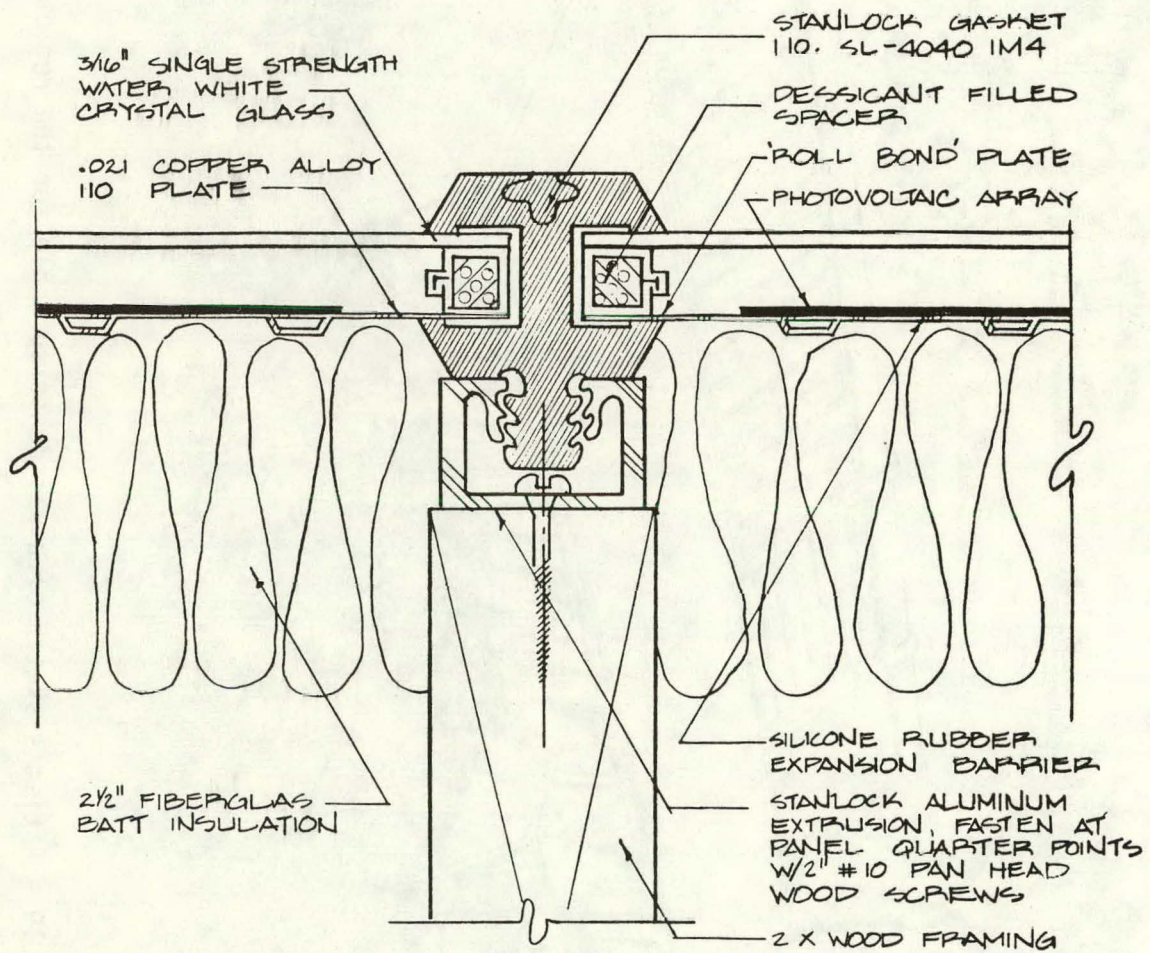 3/16" SINGLE STRENGTH
WATER WHITE
CRYSTAL GLASS
.021 COPPER ALLOY
110 PLATE
STANLOCK GASKET
110. SL-4040 IM4
DESSICANT FILLED
SPACER
'ROLL BOND' PLATE
PHOTOVOLTAIC ARRAY
2½" FIBERGLAS
BATT INSULATION
SILICONE RUBBER
EXPANSION BARRIER
STANLOCK ALUMINUM
EXTRUSION, FASTEN AT
PANEL QUARTER POINTS
W/2" #10 PAN HEAD
WOOD SCREWS
2 X WOOD FRAMING